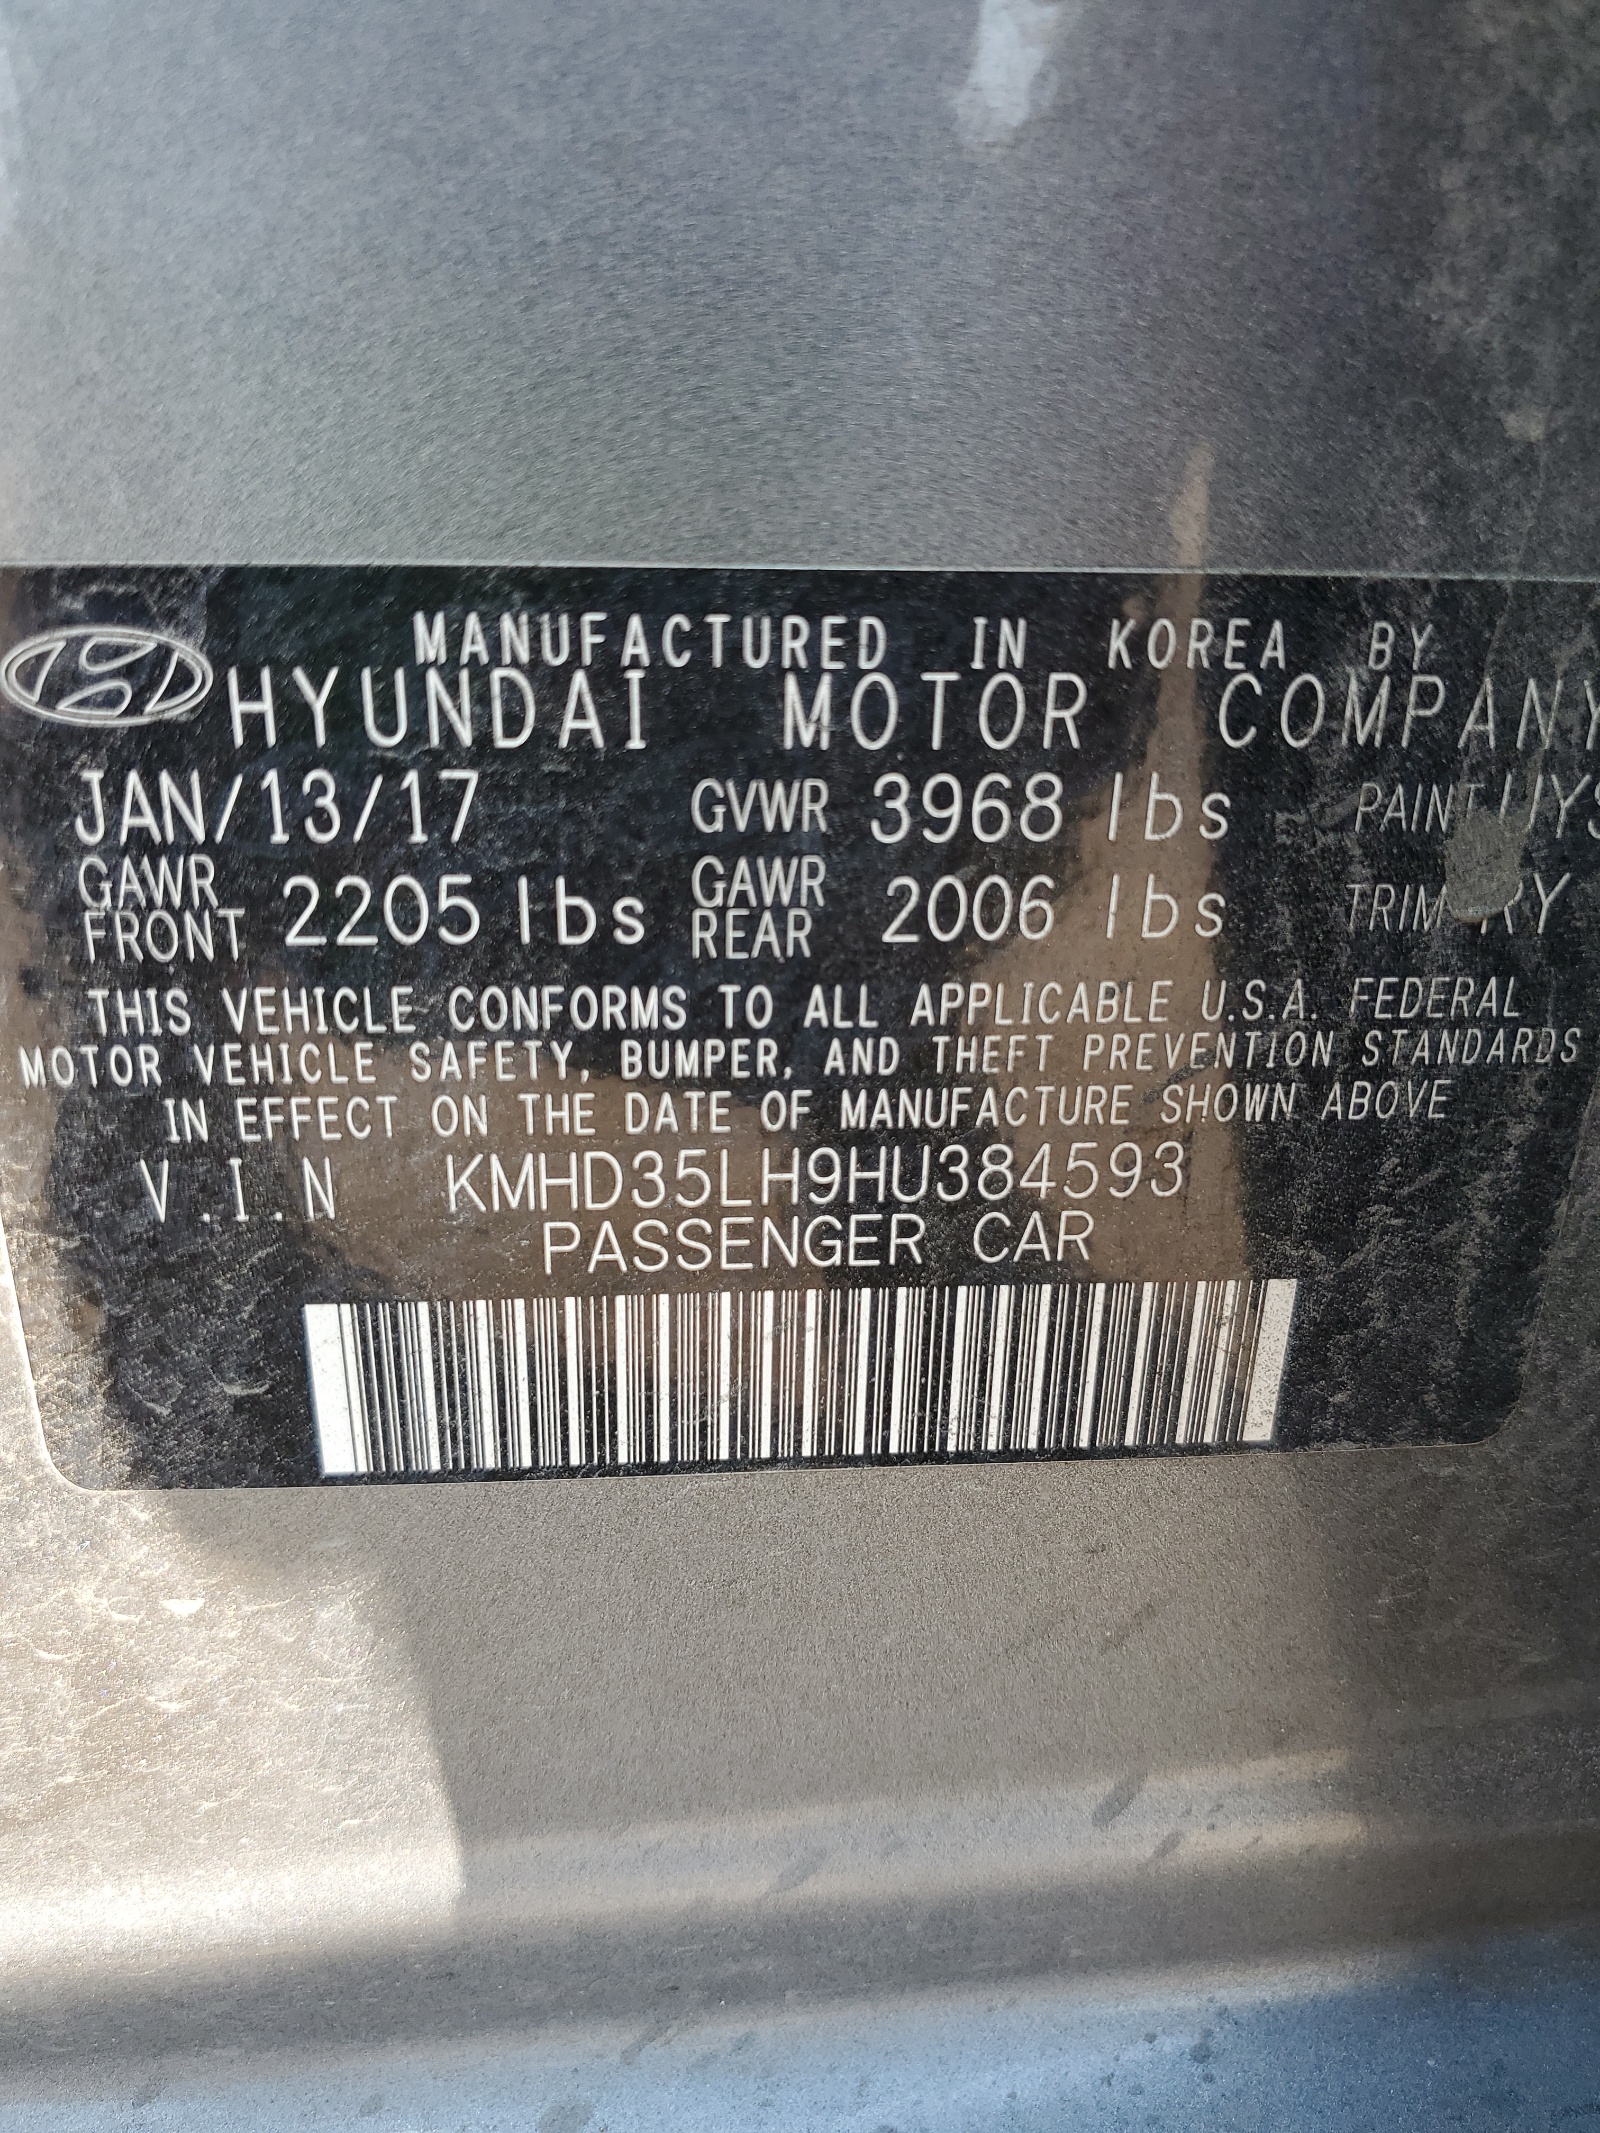 MANUFACTURED IN KOREA BY
HYUNDAI MOTOR COMPANY
JAN/13/17 GVWR 3968 lbs PAINT
GAWR FRONT 2205 lbs GAWR REAR 2006 lbs RY
THIS VEHICLE CONFORMS TO ALL APPLICABLE U.S.A. FEDERAL
MOTOR VEHICLE SAFETY, BUMPER, AND THEFT PREVENTION STANDARDS
IN EFFECT ON THE DATE OF MANUFACTURE SHOWN ABOVE
V.I.N KMHD35LH9HU384593
PASSENGER CAR